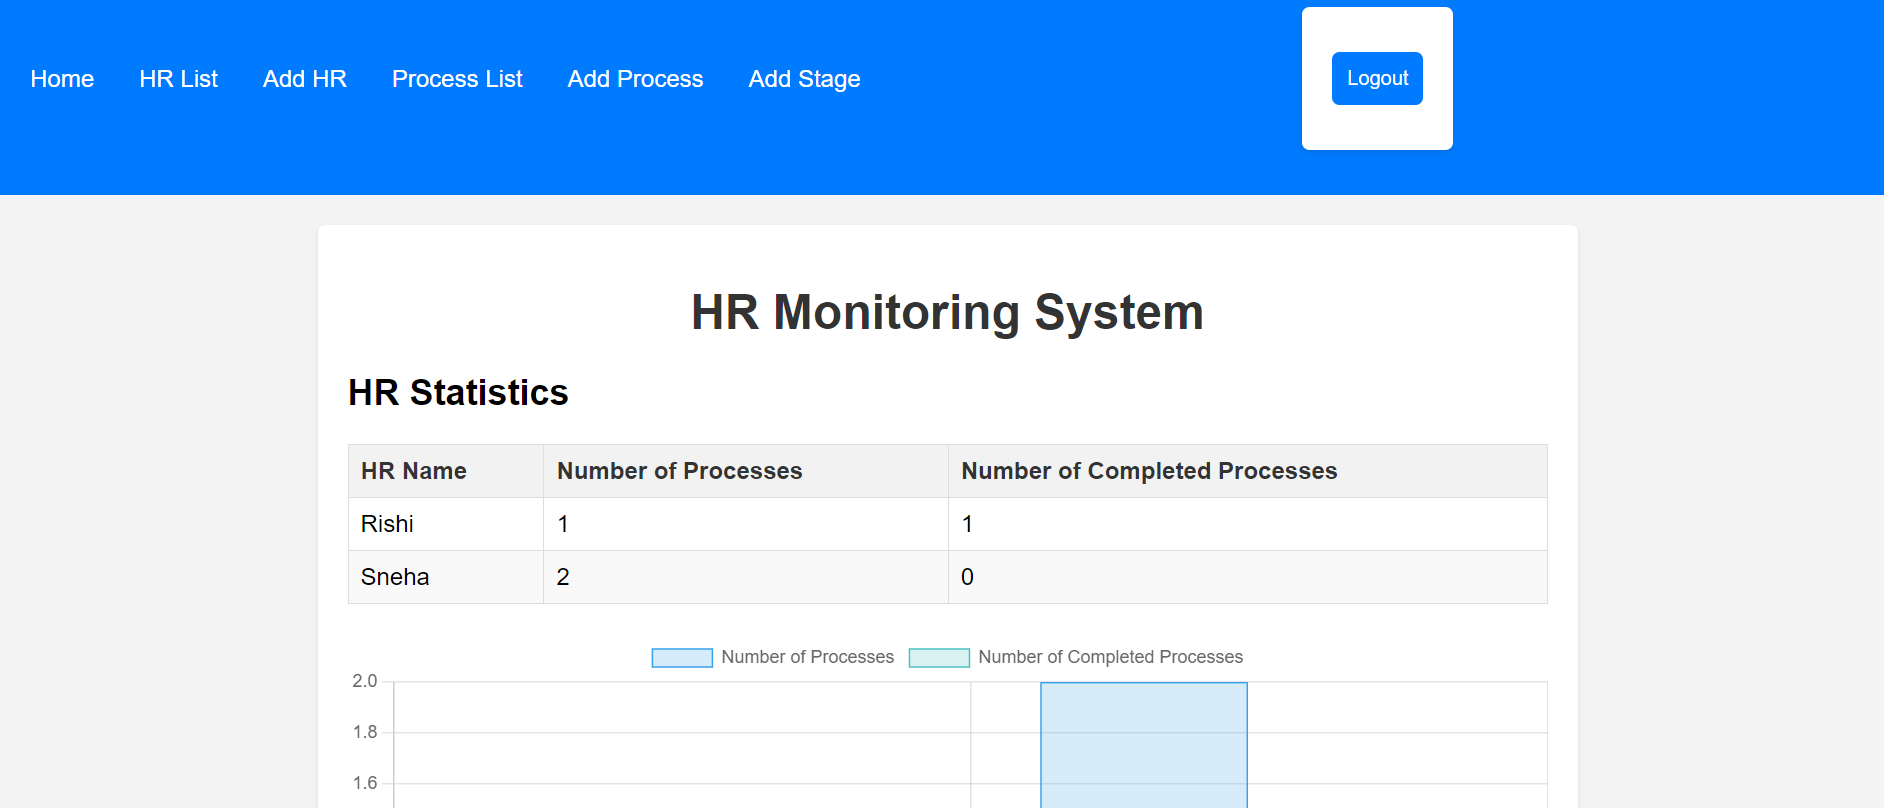 Home HR List Add HR Process List Add Process Add Stage Logout
HR Monitoring System
HR Statistics
HR Name Number of Processes Number of Completed Processes
Rishi 1 1
Sneha 2 0
Number of Processes Number of Completed Processes
2.0
1.8
1.6